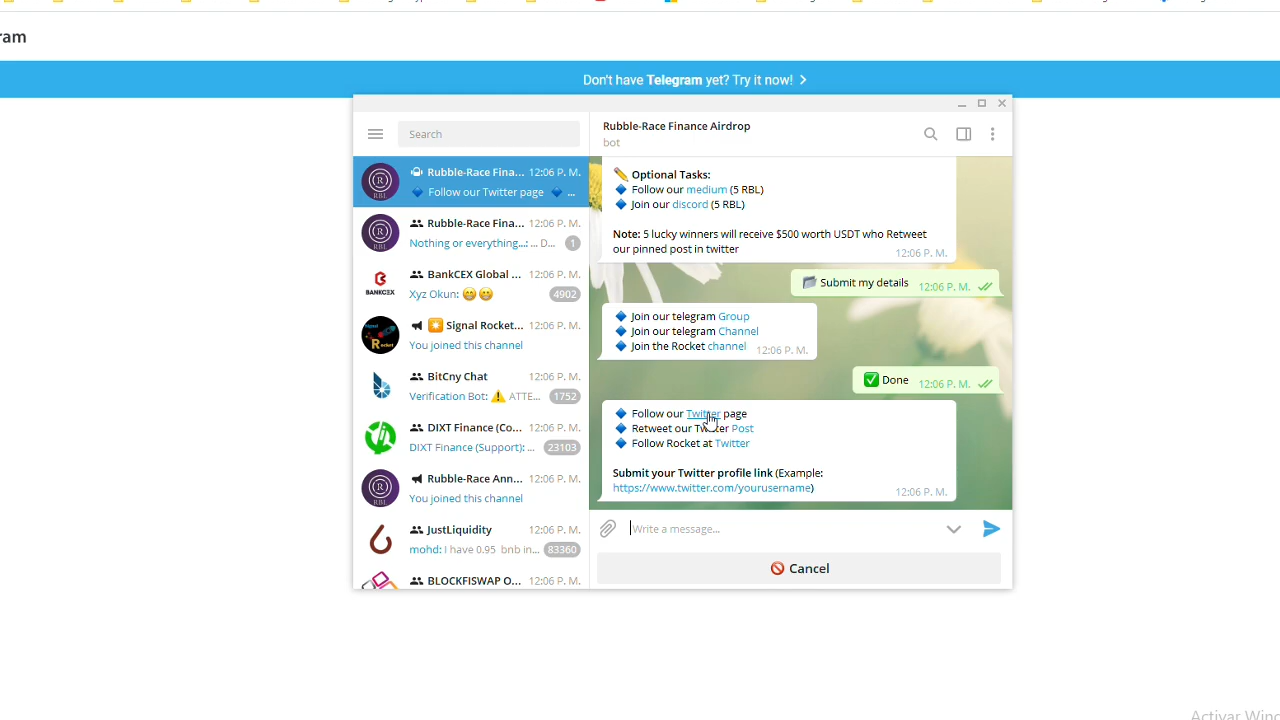 ram
Don't have Telegram yet? Try it now!
Search
Rubble-Race Fina... 12:06 P. M.
Follow our Twitter page ...
Rubble-Race Fina... 12:06 P. M.
Nothing or everything...: ... D... 1
BankCEX Global ... 12:06 P. M.
BANKCEX
Xyz Okun: 😁😁 4902
Signal Rocket... 12:06 P. M.
You joined this channel
BitCny Chat 12:06 P. M.
Verification Bot: ⚠️ ATTE... 1752
DIXT Finance (Co... 12:06 P. M.
DIXT Finance (Support): ... 23103
Rubble-Race Ann... 12:06 P. M.
You joined this channel
JustLiquidity 12:06 P. M.
mohd: I have 0.95 bnb in... 83360
BLOCKFISWAP O... 12:06 P. M.
Rubble-Race Finance Airdrop
bot
✏️ Optional Tasks:
🔹 Follow our medium (5 RBL)
🔹 Join our discord (5 RBL)
Note: 5 lucky winners will receive $500 worth USDT who Retweet
our pinned post in twitter
12:06 P. M.
📂 Submit my details 12:06 P. M.
🔹 Join our telegram Group
🔹 Join our telegram Channel
🔹 Join the Rocket channel 12:06 P. M.
✅ Done 12:06 P. M.
🔹 Follow our Twitter page
🔹 Retweet our Twitter Post
🔹 Follow Rocket at Twitter
Submit your Twitter profile link (Example:
https://www.twitter.com/yourusername)
12:06 P. M.
Write a message...
🚫 Cancel